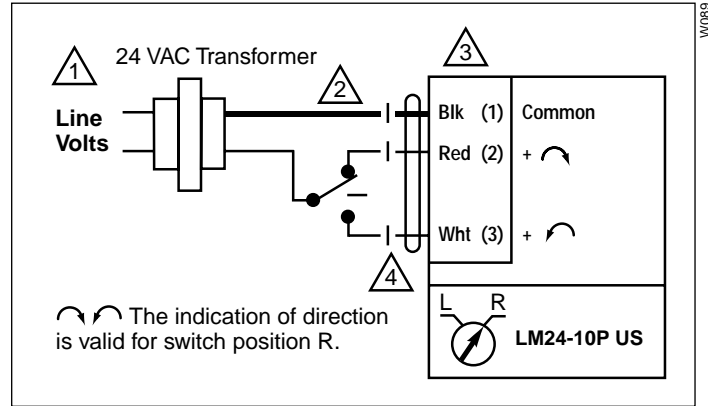 W089
1
24 VAC Transformer
2
3
Line
Volts
Blk (1) Common
Red (2) +
Wht (3) +
4
The indication of direction
is valid for switch position R.
L R
LM24-10P US